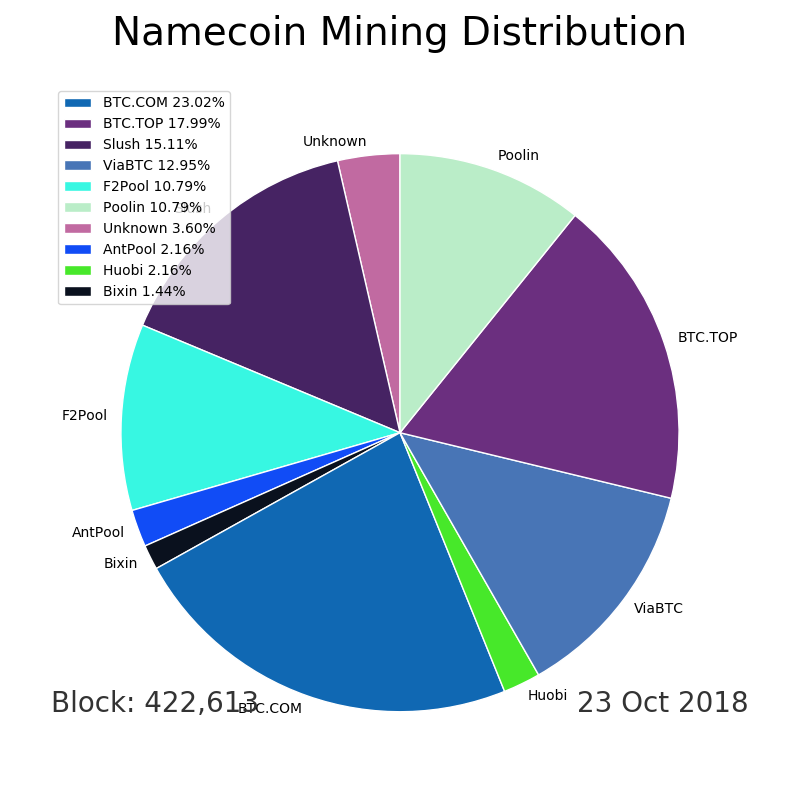 Namecoin Mining Distribution
BTC.COM 23.02%
BTC.TOP 17.99%
Slush 15.11%
ViaBTC 12.95%
F2Pool 10.79%
Poolin 10.79%
Unknown 3.60%
AntPool 2.16%
Huobi 2.16%
Bixin 1.44%
Unknown
Poolin
BTC.TOP
F2Pool
AntPool
Bixin
ViaBTC
Huobi
BTC.COM
Block: 422,613
23 Oct 2018